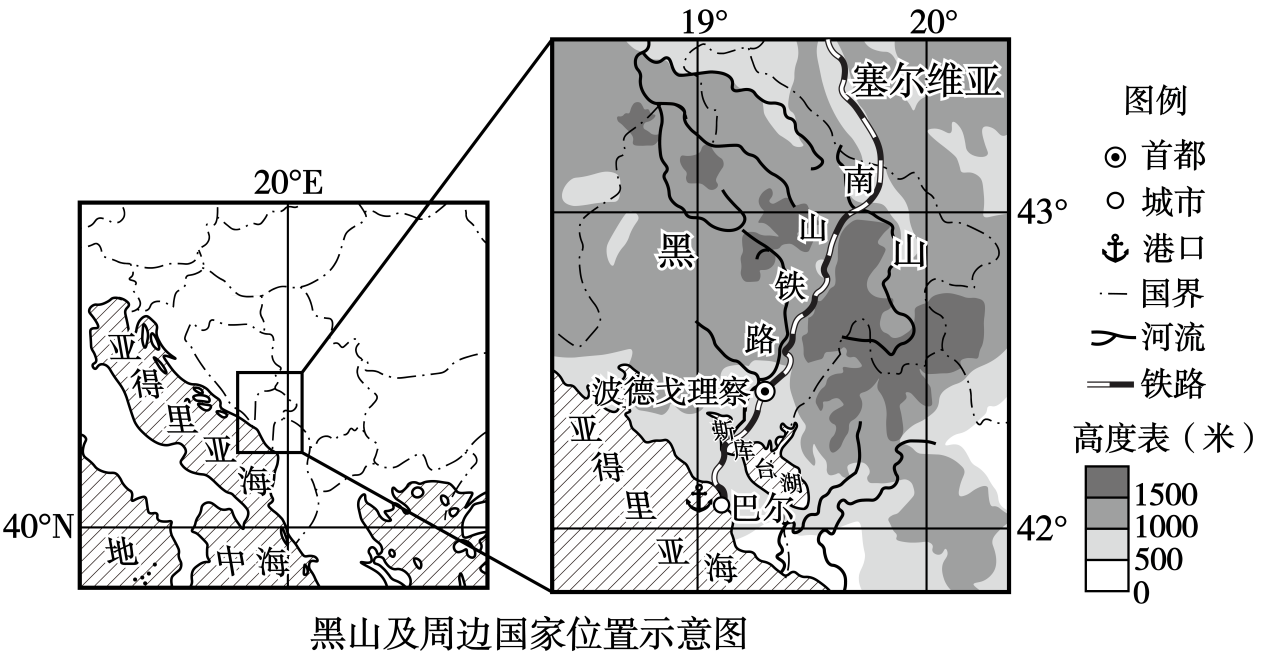 20°E
40°N
亚得里亚海
地中海
19° 20°
43°
42°
塞尔维亚
黑山
南山铁路
波德戈理察
斯库台湖
巴尔
亚得里亚海
图例
首都
城市
港口
国界
河流
铁路
高度表（米）
1500
1000
500
0
黑山及周边国家位置示意图